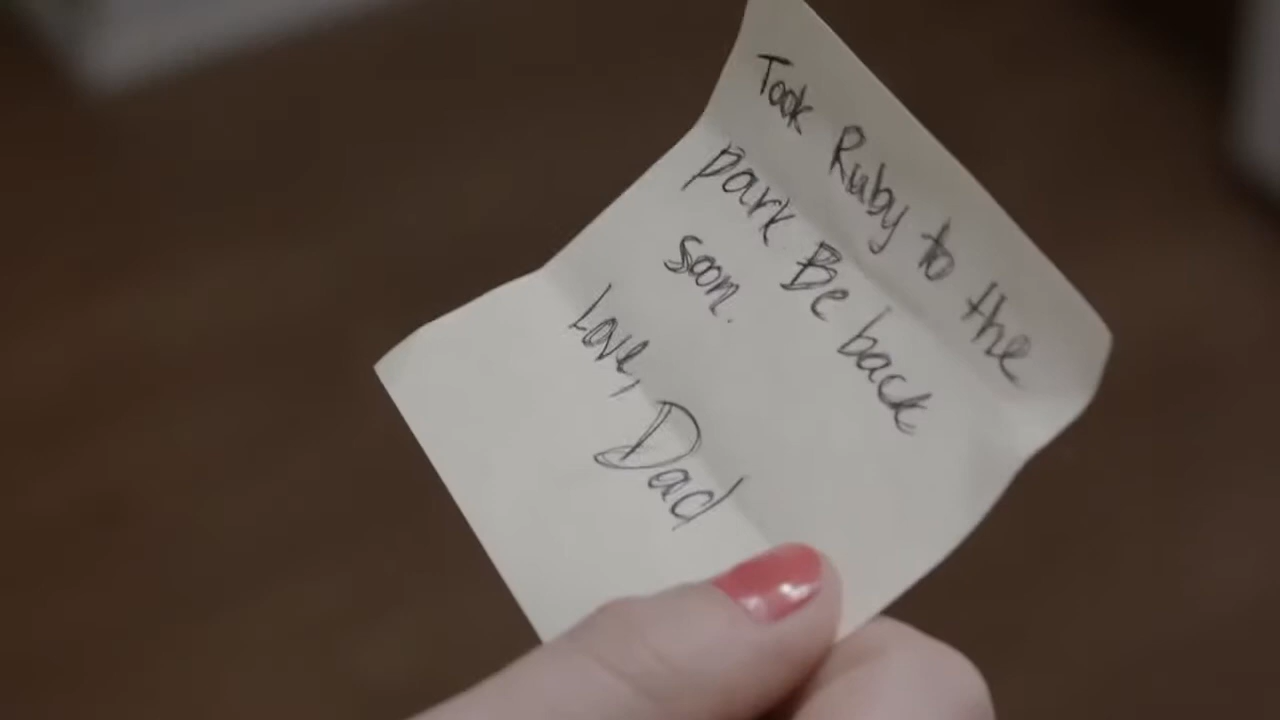 Took Ruby to the
park Be back
soon.
Love,
Dad